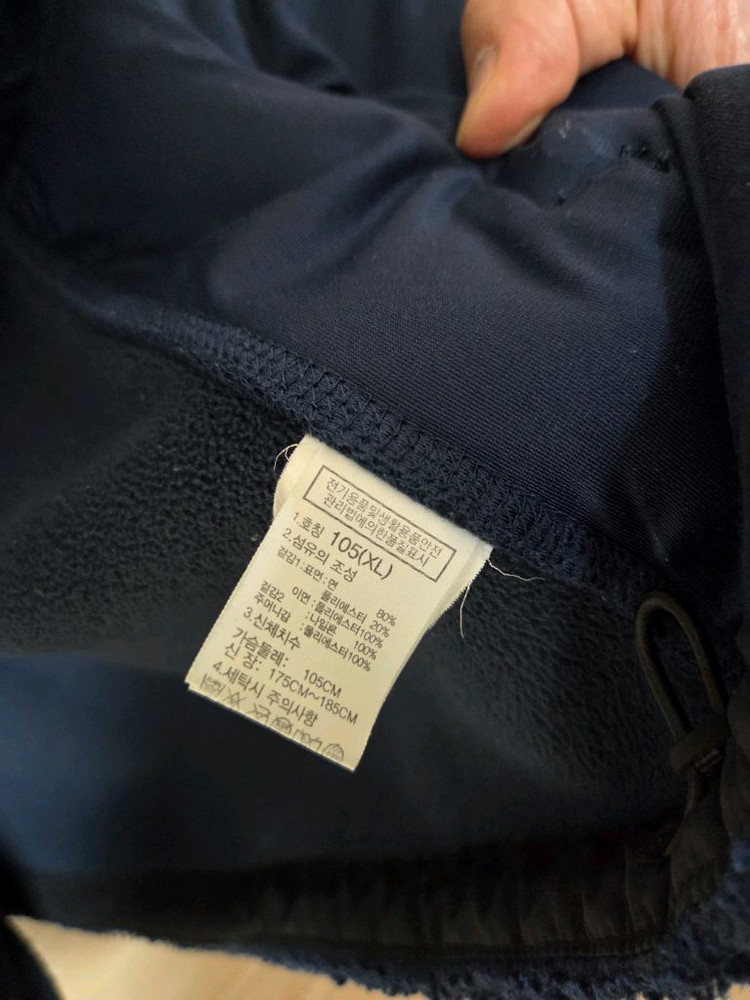 전기용품및생활용품안전
관리법에의한품질표시
1.호칭 105(XL)
2.섬유의 조성
겉감1:표면:면 80%
이면:폴리에스터 20%
겉감2 :폴리에스터100%
:나일론 100%
주머니감 :폴리에스터100%
3.신체치수
가슴둘레: 105CM
신 장: 175CM~185CM
4.세탁시 주의사항